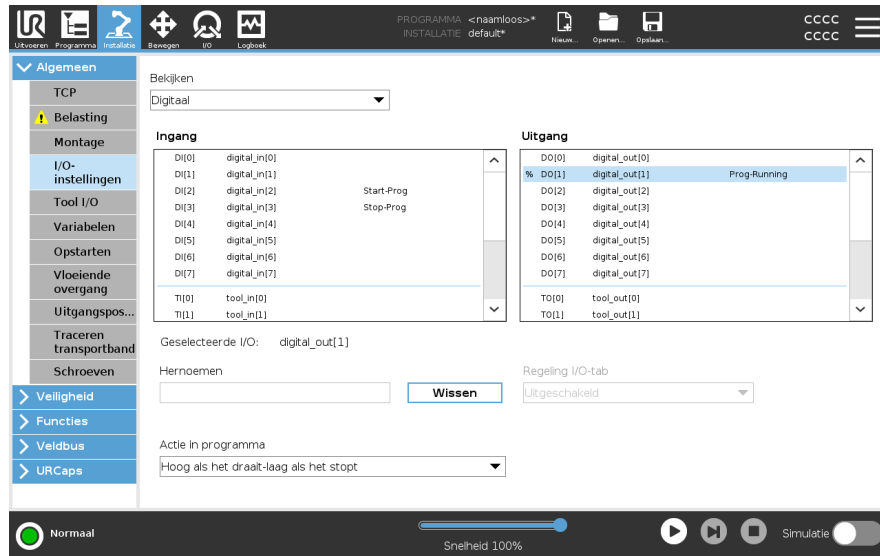 PROGRAMMA <naamloos>*
INSTALLATIE default*
CCCC
CCCC
Uitvoeren Programma Installatie Bewegen I/O Logboek Nieuw... Openen... Opslaan...
Algemeen
TCP
Belasting
Montage
I/O-
instellingen
Tool I/O
Variabelen
Opstarten
Vloeiende
overgang
Uitgangspos...
Traceren
transportband
Schroeven
Veiligheid
Functies
Veldbus
URCaps
Bekijken
Digitaal
Ingang
DI[0] digital_in[0]
DI[1] digital_in[1]
DI[2] digital_in[2] Start-Prog
DI[3] digital_in[3] Stop-Prog
DI[4] digital_in[4]
DI[5] digital_in[5]
DI[6] digital_in[6]
DI[7] digital_in[7]
TI[0] tool_in[0]
TI[1] tool_in[1]
Uitgang
DO[0] digital_out[0]
% DO[1] digital_out[1] Prog-Running
DO[2] digital_out[2]
DO[3] digital_out[3]
DO[4] digital_out[4]
DO[5] digital_out[5]
DO[6] digital_out[6]
DO[7] digital_out[7]
TO[0] tool_out[0]
TO[1] tool_out[1]
Geselecteerde I/O: digital_out[1]
Hernoemen
Wissen
Regeling I/O-tab
Uitgeschakeld
Actie in programma
Hoog als het draait-laag als het stopt
Normaal
Snelheid 100%
Simulatie